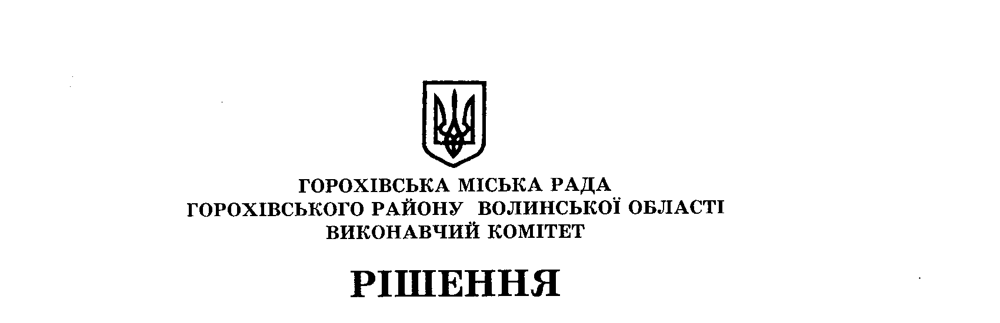 ГОРОХІВСЬКА МІСЬКА РАДА
ГОРОХІВСЬКОГО РАЙОНУ ВОЛИНСЬКОЇ ОБЛАСТІ
ВИКОНАВЧИЙ КОМІТЕТ
РІШЕННЯ